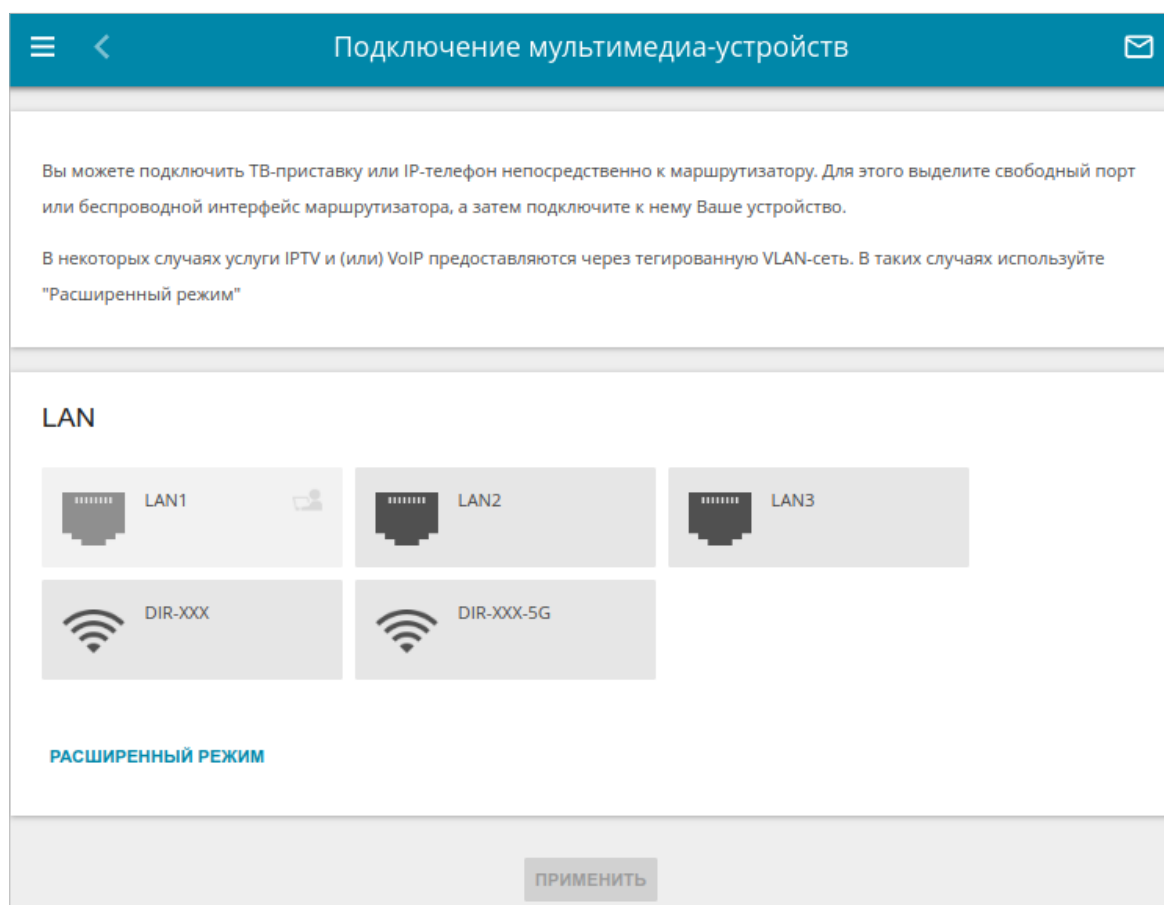 Подключение мультимедиа-устройств
Вы можете подключить ТВ-приставку или IP-телефон непосредственно к маршрутизатору. Для этого выделите свободный порт
или беспроводной интерфейс маршрутизатора, а затем подключите к нему Ваше устройство.
В некоторых случаях услуги IPTV и (или) VoIP предоставляются через тегированную VLAN-сеть. В таких случаях используйте
"Расширенный режим"
LAN
LAN1
LAN2
LAN3
DIR-XXX
DIR-XXX-5G
РАСШИРЕННЫЙ РЕЖИМ
ПРИМЕНИТЬ